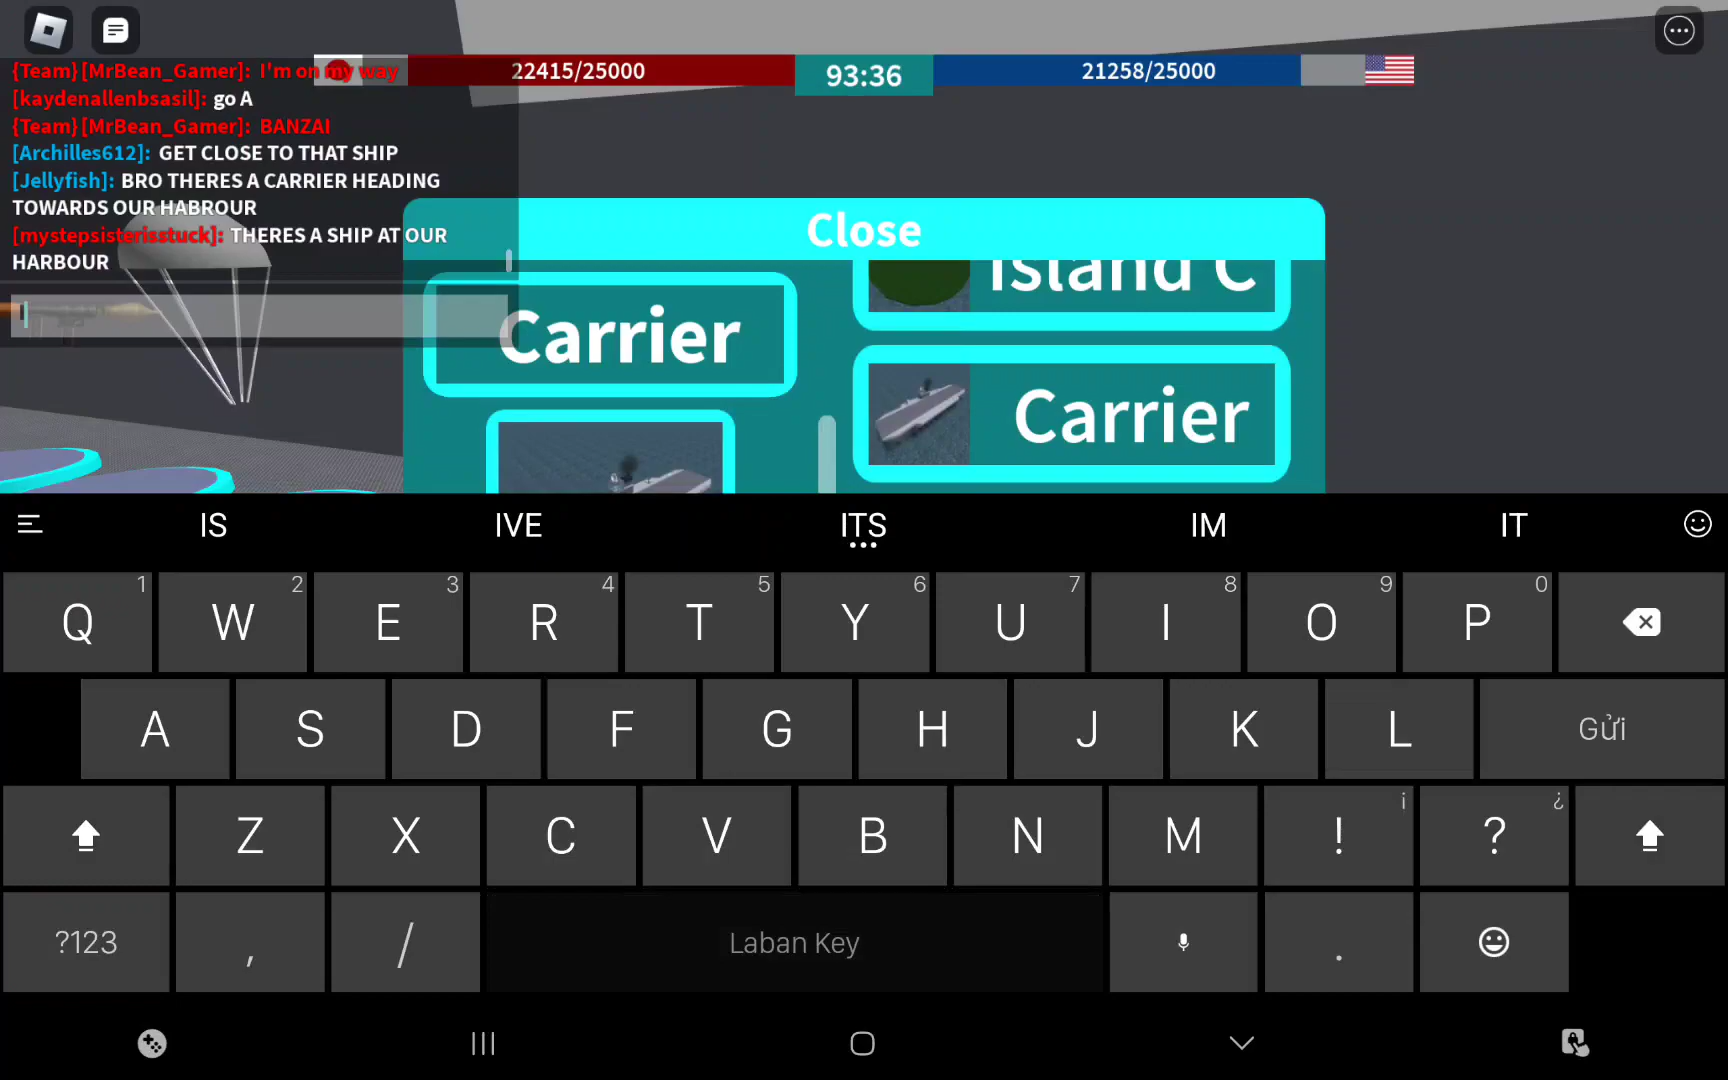 {Team}[MrBean_Gamer]: I'm on my way
22415/25000
93:36
21258/25000
[kaydenallenbsasil]: go A
{Team}[MrBean_Gamer]: BANZAI
[Archilles612]: GET CLOSE TO THAT SHIP
[Jellyfish]: BRO THERES A CARRIER HEADING
TOWARDS OUR HABROUR
[mystepsisterisstuck]: THERES A SHIP AT OUR
HARBOUR
Close
Island C
Carrier
Carrier
IS IVE ITS IM IT
1 2 3 4 5 6 7 8 9 0
Q W E R T Y U I O P
A S D F G H J K L Gửi
Z X C V B N M ! ¡ ? ¿
?123 , / Laban Key .